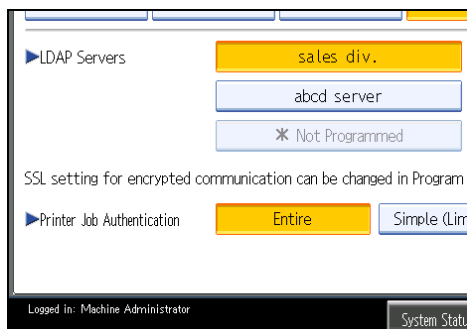 ▶LDAP Servers
sales div.
abcd server
✱ Not Programmed
SSL setting for encrypted communication can be changed in Program
▶Printer Job Authentication
Entire
Simple (Lim
Logged in: Machine Administrator
System Statu